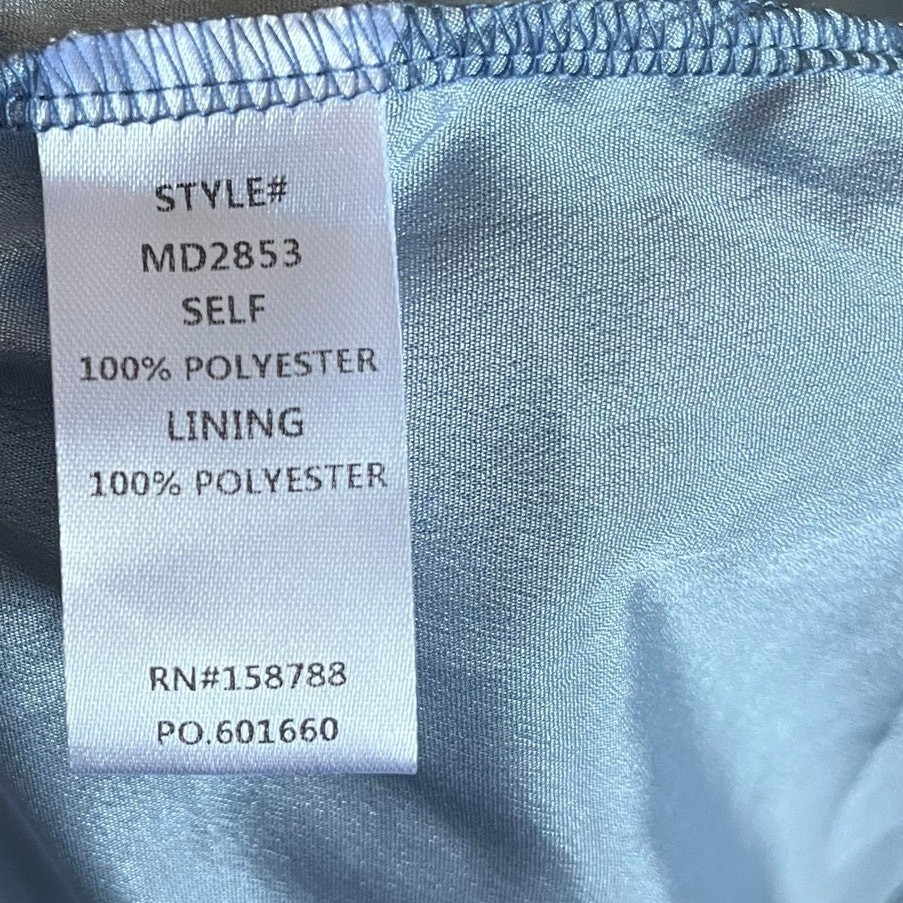 STYLE#
MD2853
SELF
100% POLYESTER
LINING
100% POLYESTER
RN#158788
PO.601660